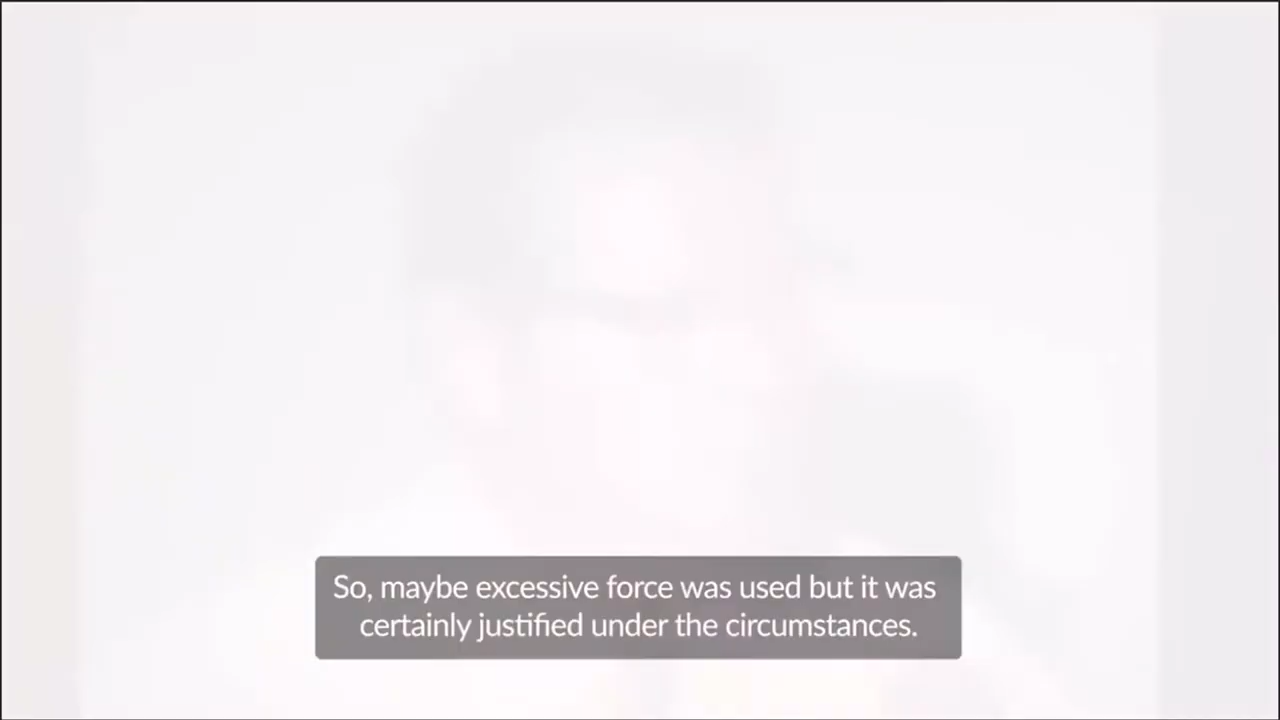 So, maybe excessive force was used but it was
certainly justified under the circumstances.